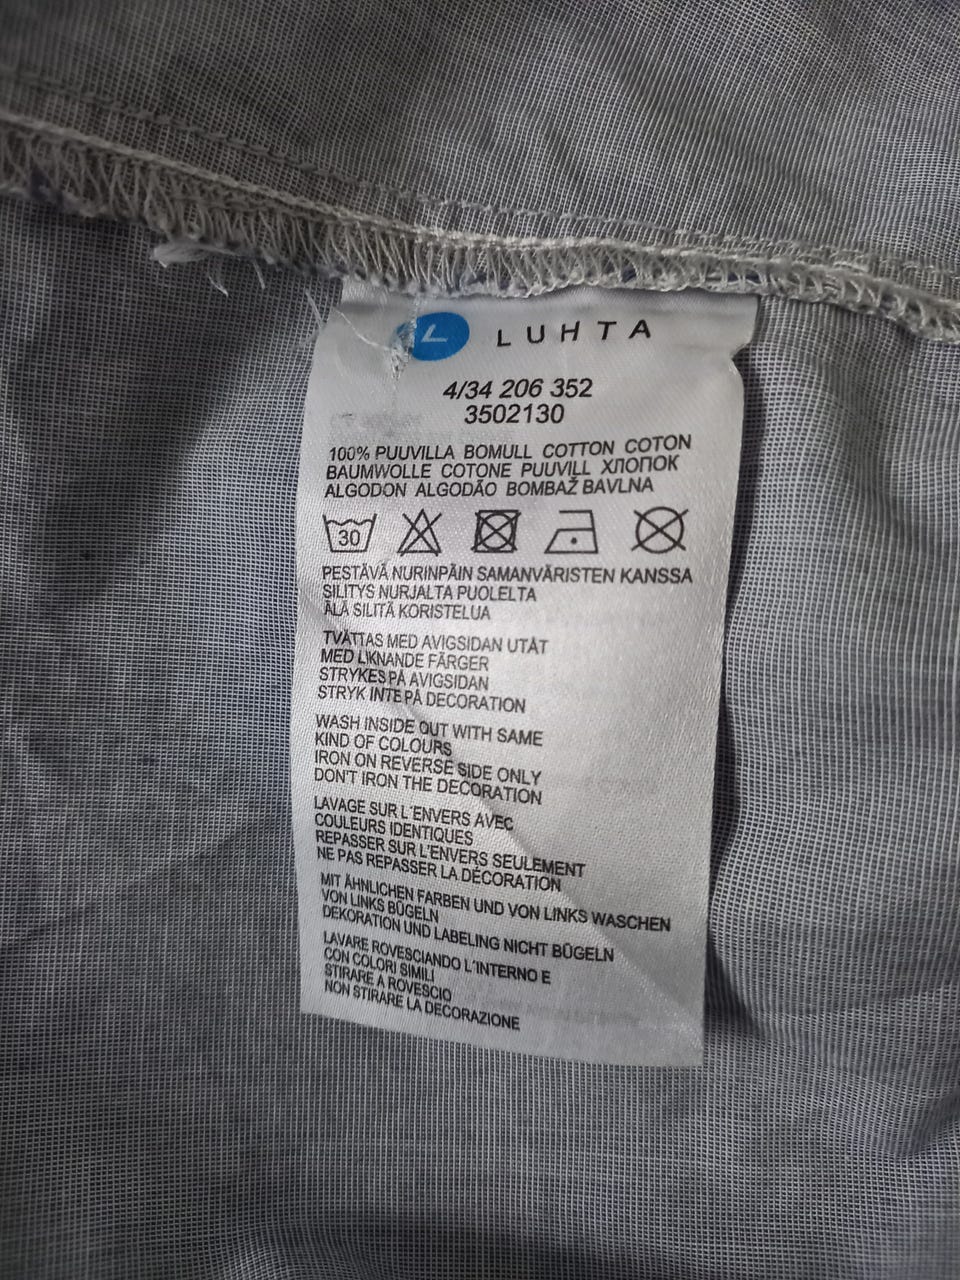 L LUHTA
4/34 206 352
3502130
100% PUUVILLA BOMULL COTTON COTON
BAUMWOLLE COTONE PUUVILL ХЛОПОК
ALGODON ALGODÃO BOMBAŽ BAVLNA
30
PESTÄVÄ NURINPÄIN SAMANVÄRISTEN KANSSA
SILITYS NURJALTA PUOLELTA
ÄLÄ SILITÄ KORISTELUA
TVÄTTAS MED AVIGSIDAN UTÅT
MED LIKNANDE FÄRGER
STRYKES PÅ AVIGSIDAN
STRYK INTE PÅ DECORATION
WASH INSIDE OUT WITH SAME
KIND OF COLOURS
IRON ON REVERSE SIDE ONLY
DON'T IRON THE DECORATION
LAVAGE SUR L´ENVERS AVEC
COULEURS IDENTIQUES
REPASSER SUR L'ENVERS SEULEMENT
NE PAS REPASSER LA DÉCORATION
MIT ÄHNLICHEN FARBEN UND VON LINKS WASCHEN
VON LINKS BÜGELN
DEKORATION UND LABELING NICHT BÜGELN
LAVARE ROVESCIANDO L´INTERNO E
CON COLORI SIMILI
STIRARE A ROVESCIO
NON STIRARE LA DECORAZIONE